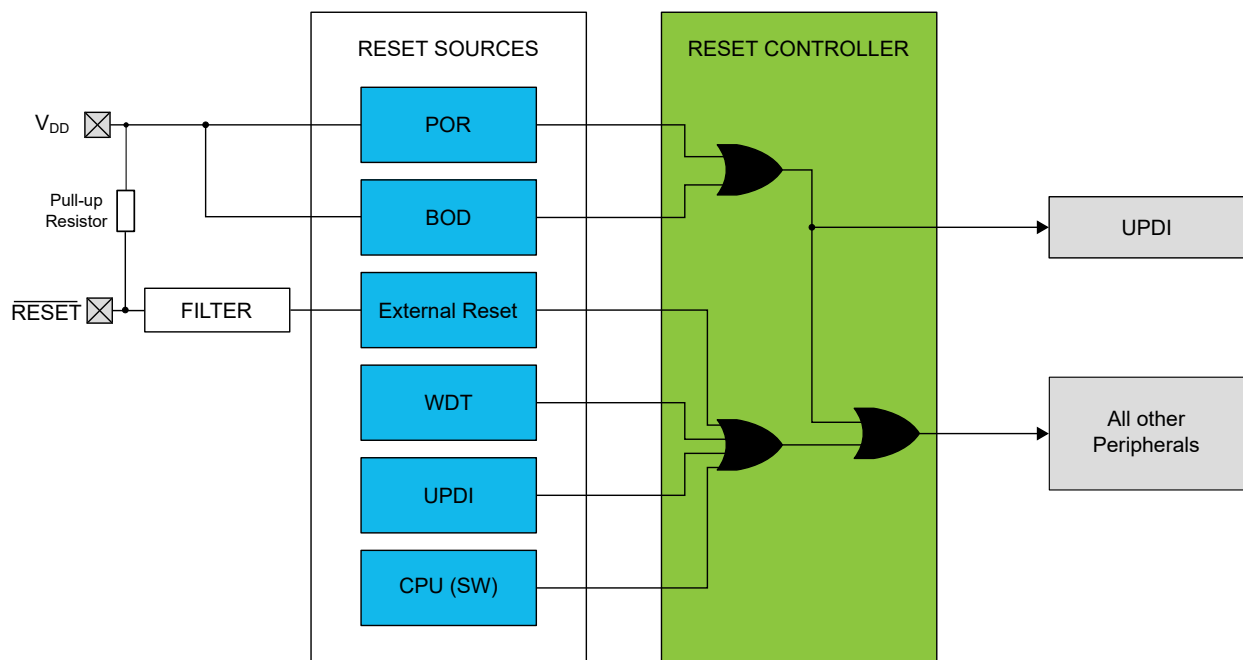 RESET SOURCES
RESET CONTROLLER
VDD
POR
Pull-up
Resistor
BOD
UPDI
RESET
FILTER
External Reset
WDT
All other
Peripherals
UPDI
CPU (SW)